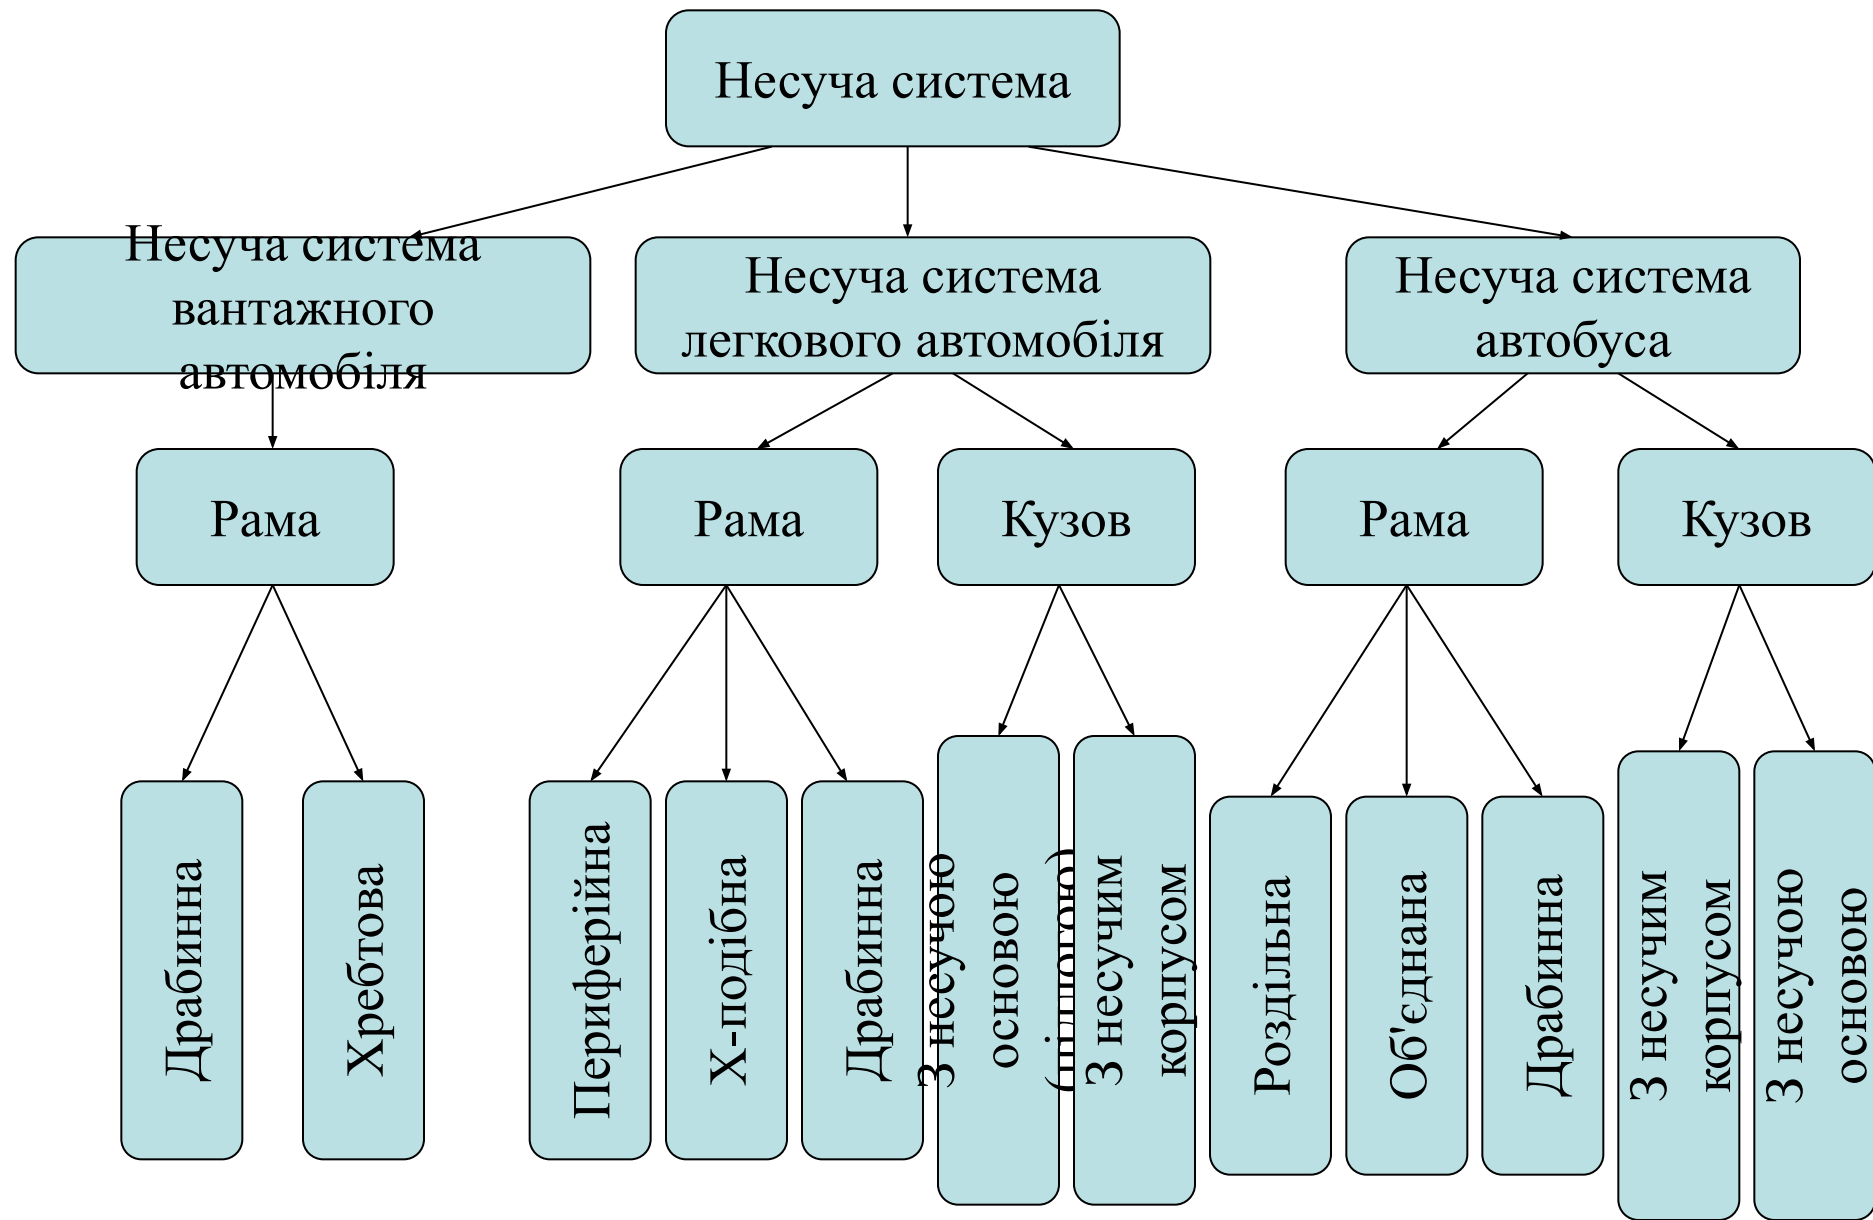 Несуча система
Несуча система
вантажного
автомобіля
Несуча система
легкового автомобіля
Несуча система
автобуса
Рама
Рама
Кузов
Рама
Кузов
Драбинна
Хребтова
Периферійна
Х-подібна
Драбинна
З несучою
основою
(підлогою)
З несучим
корпусом
Роздільна
Об'єднана
Драбинна
З несучим
корпусом
З несучою
основою